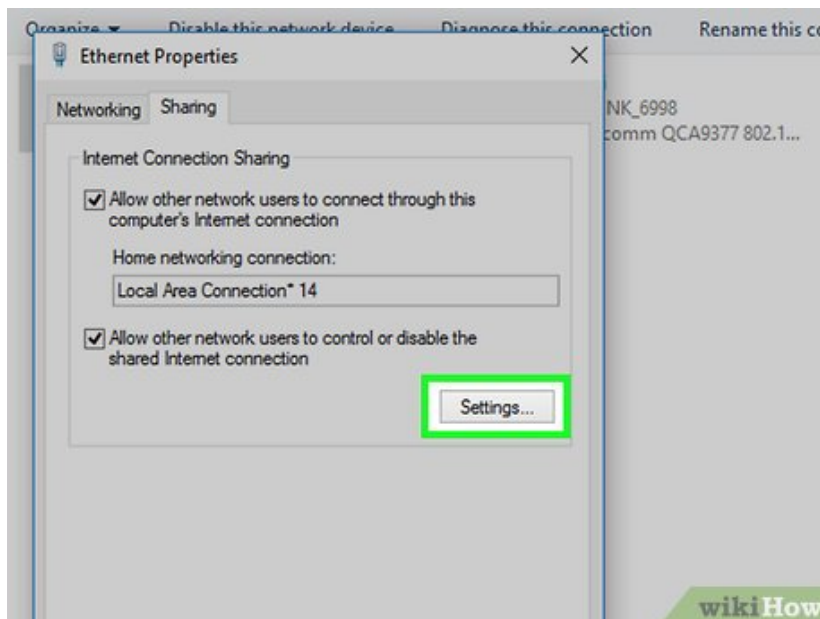 Organize Disable this network device Diagnose this connection Rename this co
Ethernet Properties
NK_6998
comm QCA9377 802.1...
Networking Sharing
Internet Connection Sharing
Allow other network users to connect through this
computer's Internet connection
Home networking connection:
Local Area Connection* 14
Allow other network users to control or disable the
shared Internet connection
Settings...
wikiHow